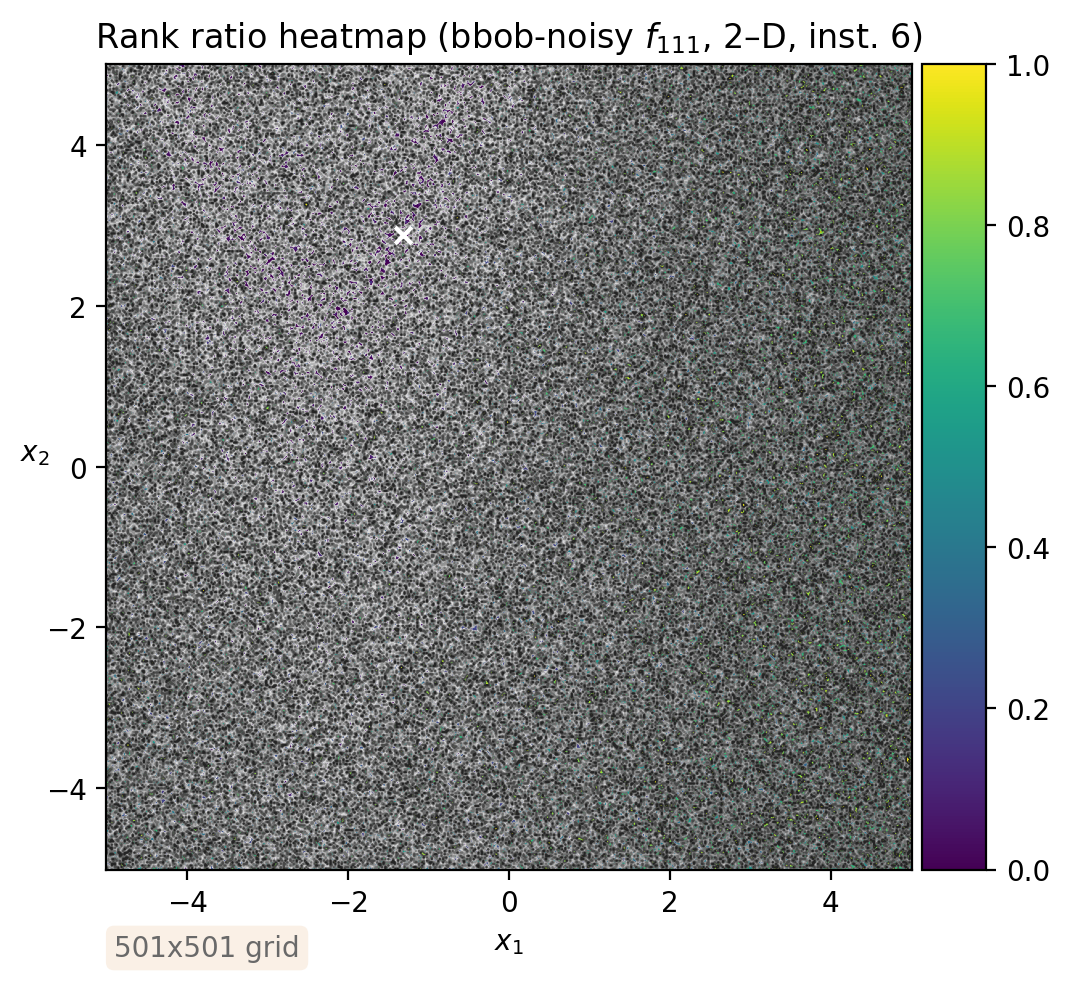 Rank ratio heatmap (bbob-noisy f₁₁₁, 2–D, inst. 6)
1.0
0.8
0.6
0.4
0.2
0.0
4
2
0
−2
−4
x₂
−4 −2 0 2 4
x₁
501x501 grid